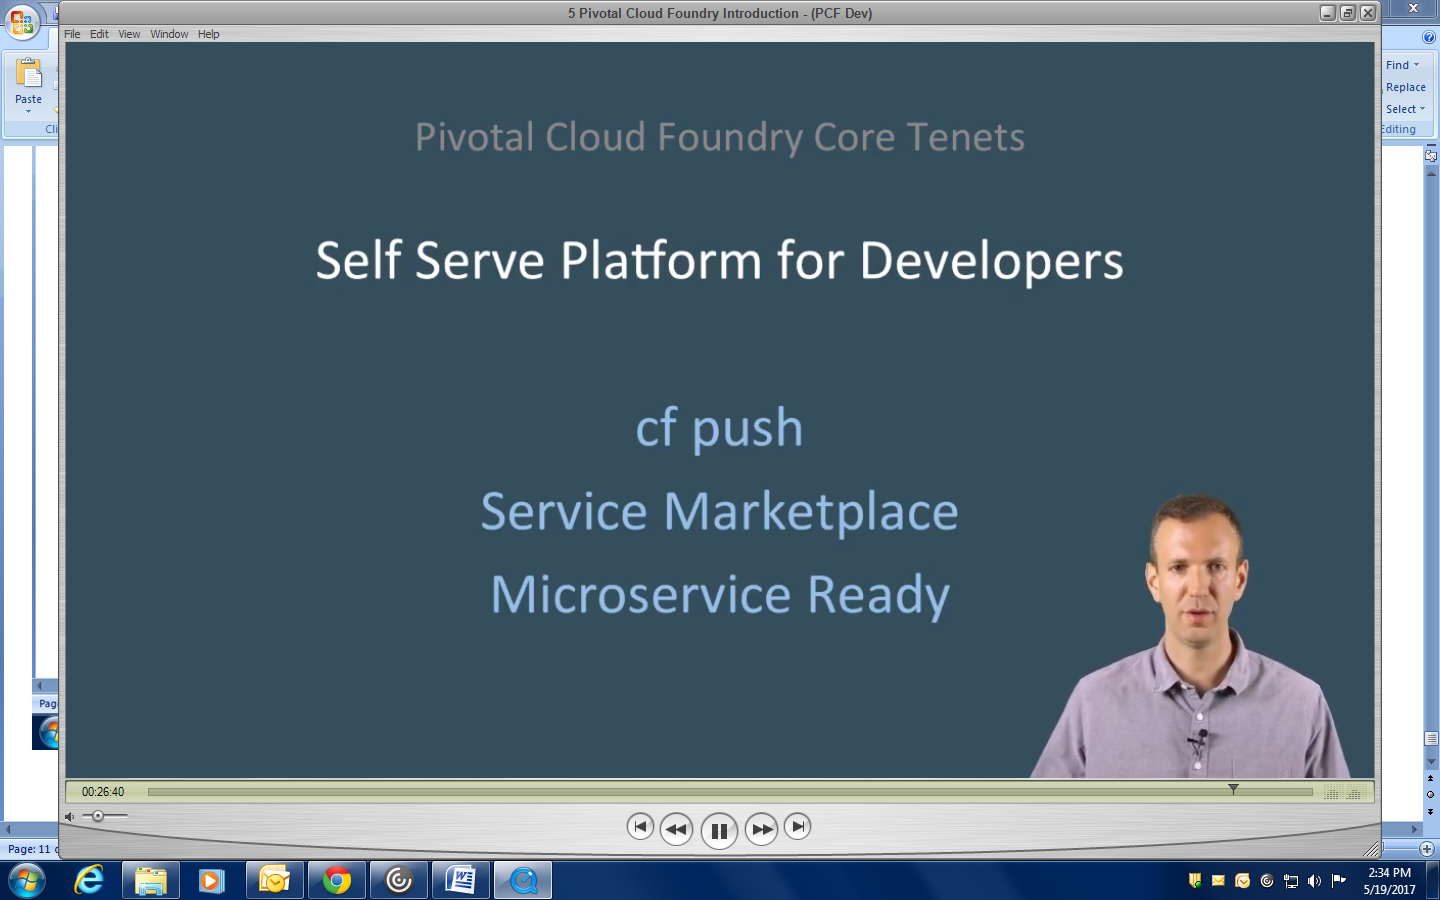 5 Pivotal Cloud Foundry Introduction - (PCF Dev)
File Edit View Window Help
Paste
Find
Replace
Select
Editing
Pivotal Cloud Foundry Core Tenets
Self Serve Platform for Developers
cf push
Service Marketplace
Microservice Ready
00:26:40
Page: 11
2:34 PM
5/19/2017